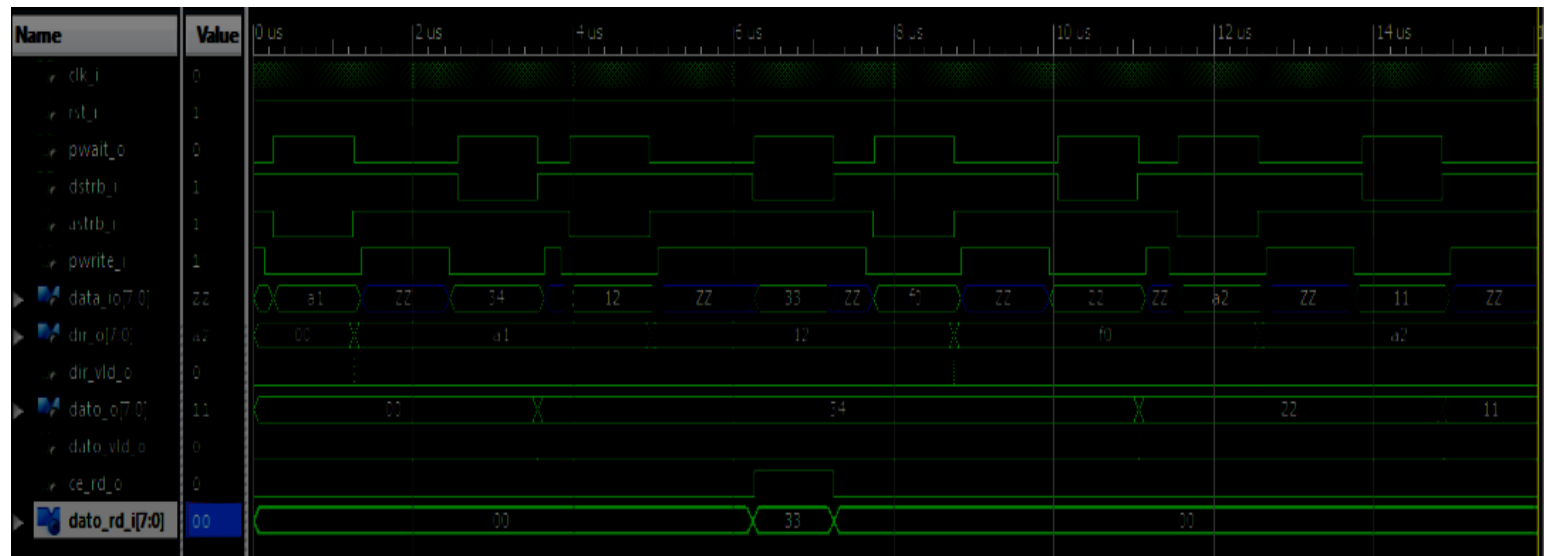 Name Value 0 us 2 us 4 us 6 us 8 us 10 us 12 us 14 us
clk_i 0
rst_i 1
pwait_o 0
dstrb_i 1
astrb_i 1
pwrite_i 1
data_io[7:0] ZZ a1 ZZ 34 12 ZZ 33 ZZ f0 ZZ 22 ZZ a2 ZZ 11 ZZ
dir_o[7:0] a2 00 a1 12 f0 a2
dir_vld_o 0
dato_o[7:0] 11 00 34 22 11
dato_vld_o 0
ce_rd_o 0
dato_rd_i[7:0] 00 00 33 00